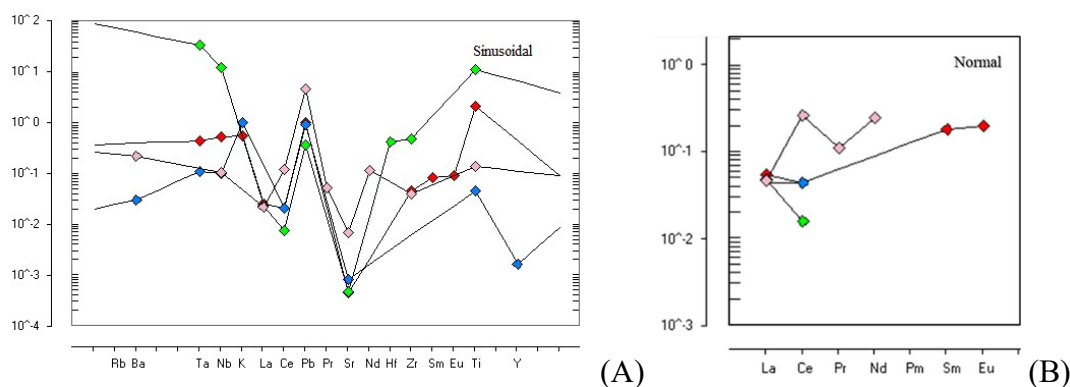 10^ 2
10^ 1
10^ 0
10^-1
10^-2
10^-3
10^-4
Sinusoidal
Rb Ba Ta Nb K La Ce Pb Pr Sr Nd Hf Zr Sm Eu Ti Y
(A)
10^ 0
10^-1
10^-2
10^-3
Normal
La Ce Pr Nd Pm Sm Eu
(B)